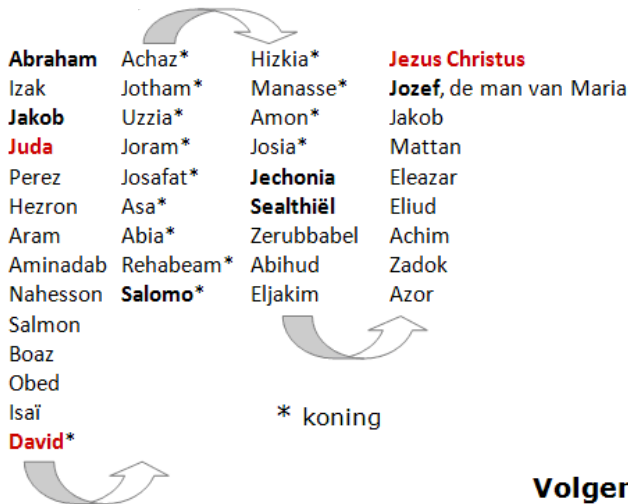 Abraham Achaz* Hizkia* Jezus Christus
Izak Jotham* Manasse* Jozef, de man van Maria
Jakob Uzzia* Amon* Jakob
Juda Joram* Josia* Mattan
Perez Josafat* Jechonia Eleazar
Hezron Asa* Sealthiël Eliud
Aram Abia* Zerubbabel Achim
Aminadab Rehabeam* Abihud Zadok
Nahesson Salomo* Eljakim Azor
Salmon
Boaz
Obed
Isaï
* koning
David*
Volger